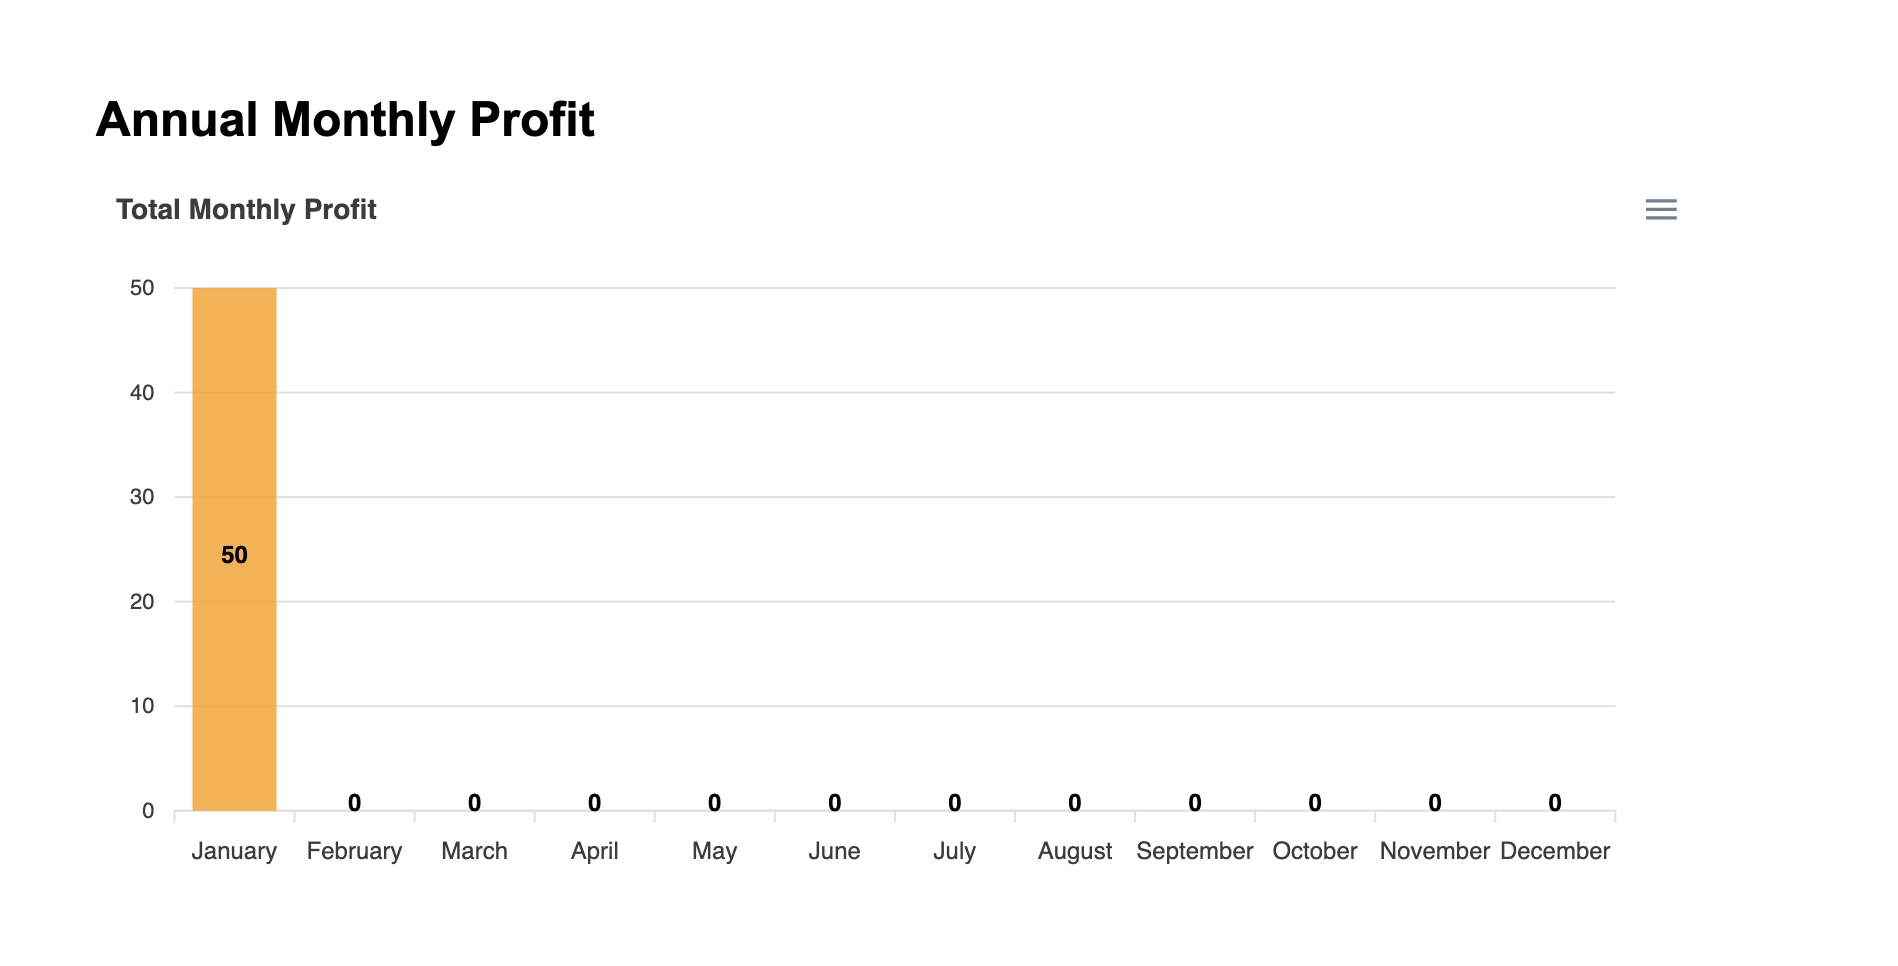 Annual Monthly Profit
Total Monthly Profit
50
40
30
50
20
10
0
0 0 0 0 0 0 0 0 0 0 0
January February March April May June July August September October November December